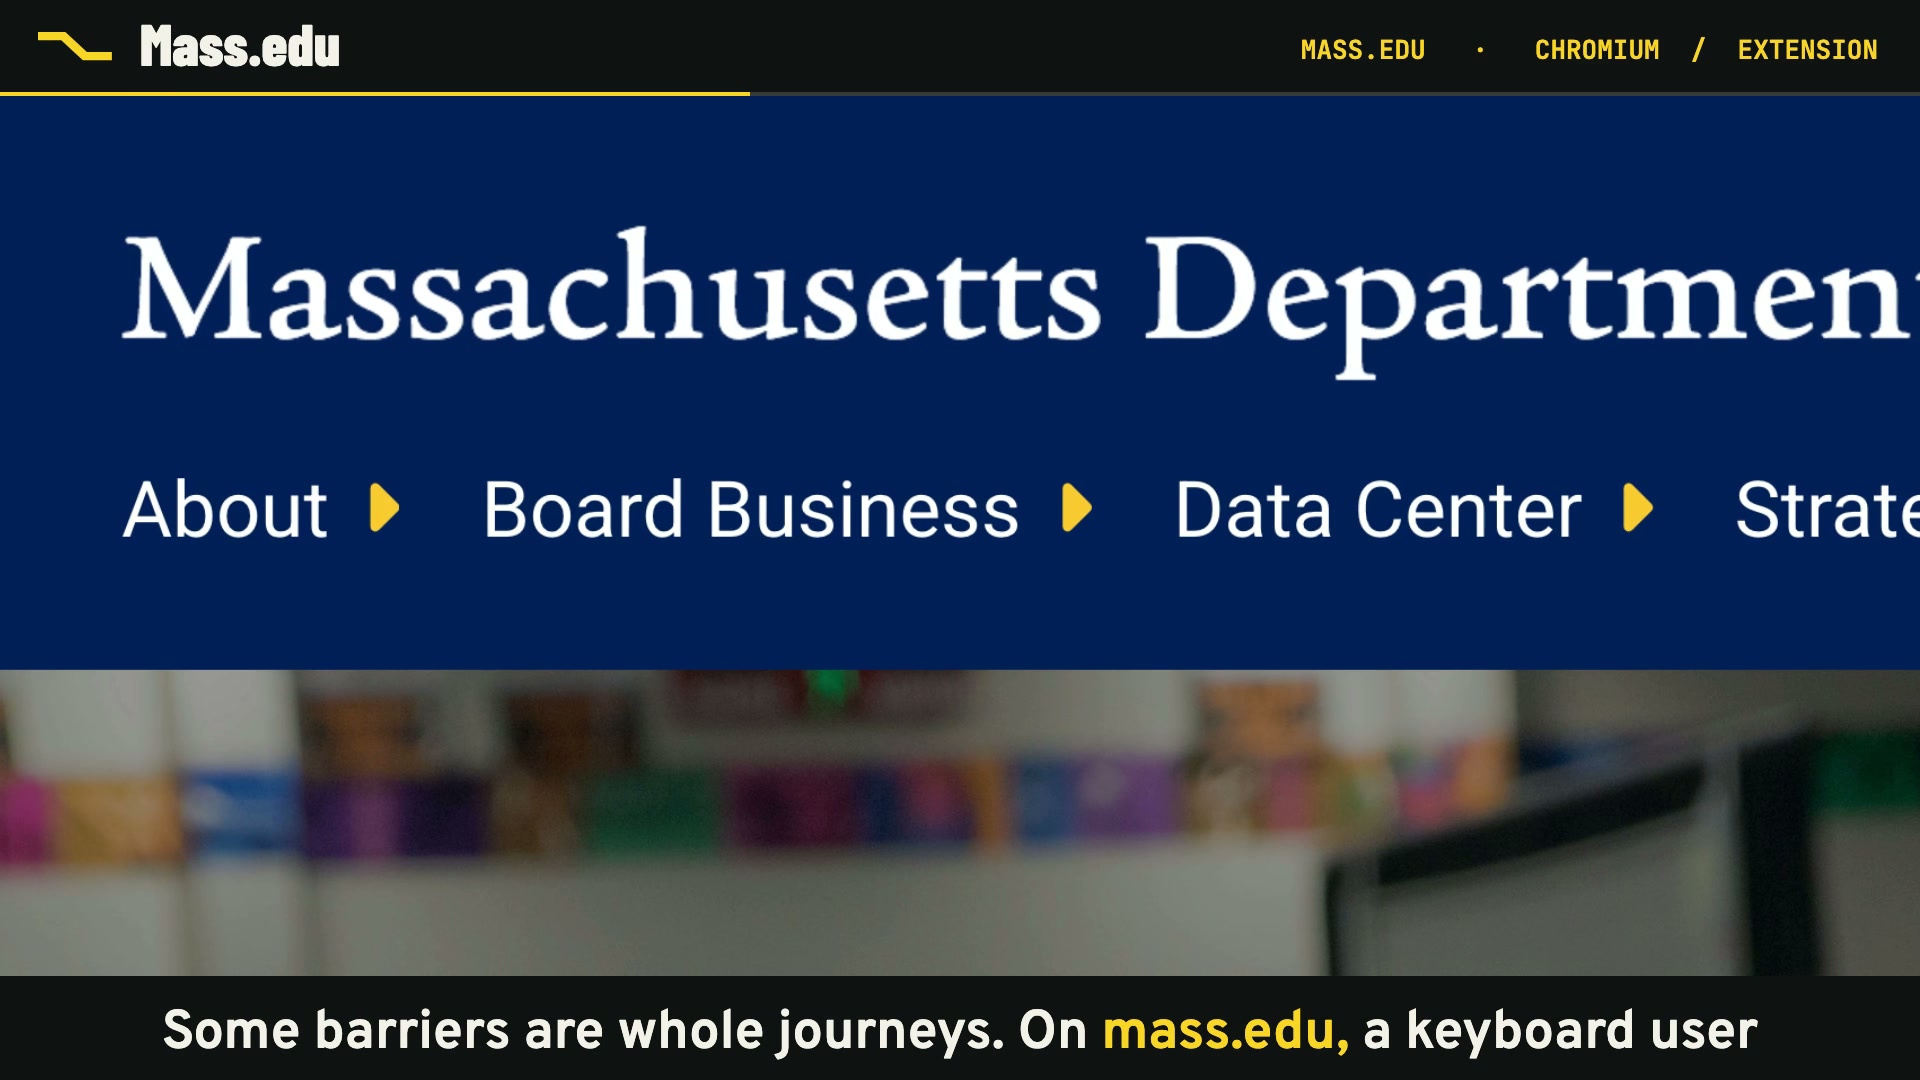 Mass.edu
MASS.EDU · CHROMIUM / EXTENSION
Massachusetts Department
About Board Business Data Center Strate
Some barriers are whole journeys. On mass.edu, a keyboard user